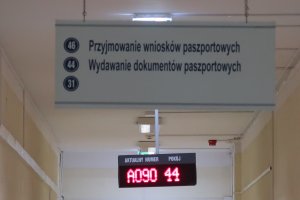 46 Przyjmowanie wniosków paszportowych
44 Wydawanie dokumentów paszportowych
31
AKTUALNY NUMER POKÓJ
A090 44